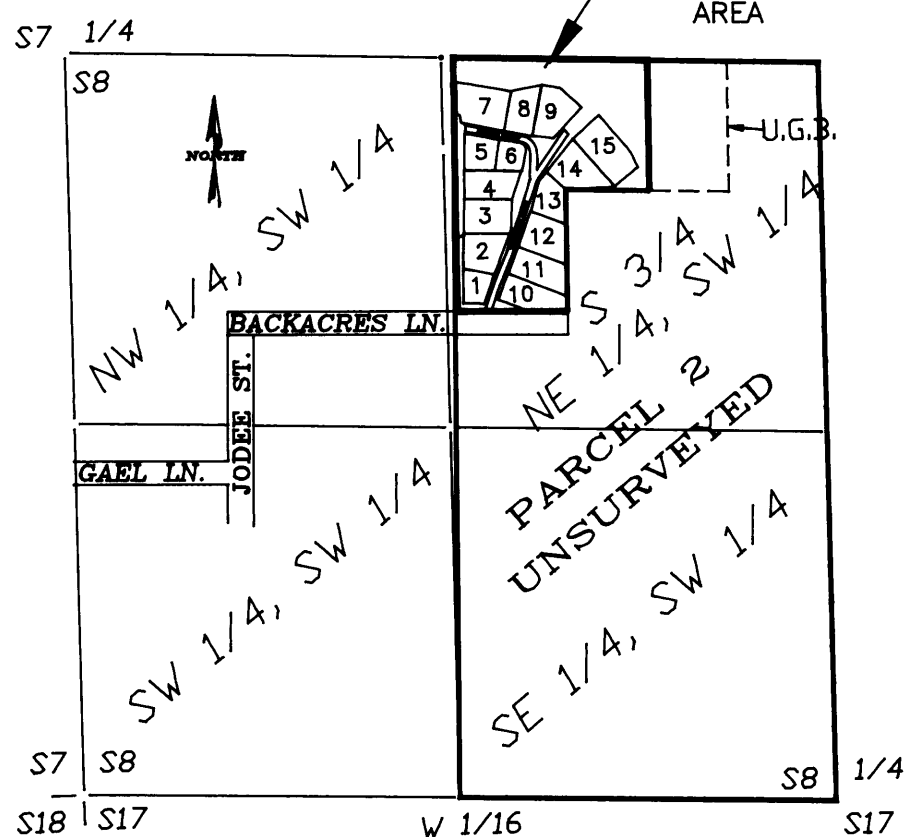 AREA
S7 1/4
S8
NORTH
U.G.B.
7 8 9
15
5 6
14
4
13
3
12
2
11
1
10
NW 1/4, SW 1/4
S 3/4
NE 1/4, SW 1/4
BACKACRES LN.
JODEE ST.
GAEL LN.
PARCEL 2
UNSURVEYED
SW 1/4, SW 1/4
SE 1/4, SW 1/4
S7 S8
S8 1/4
S18 S17
W 1/16
S17